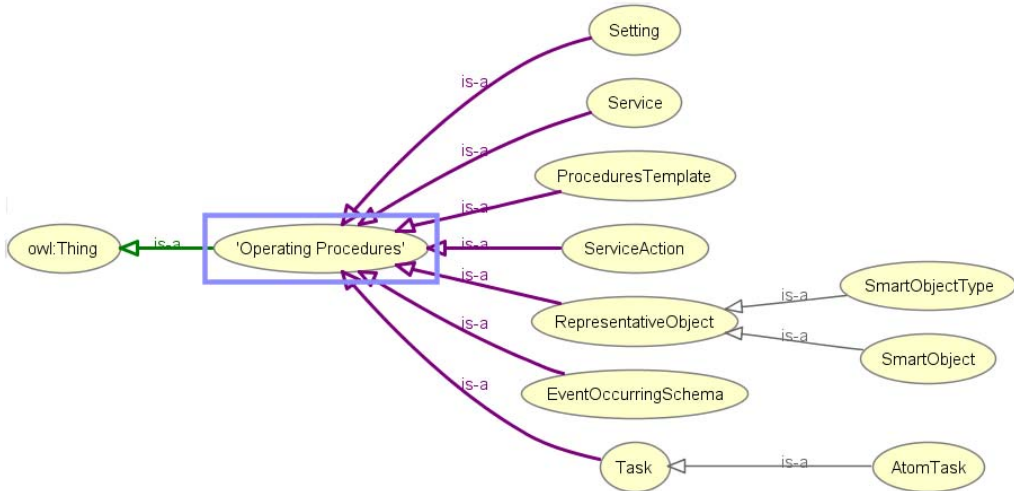 Setting
is-a
Service
is-a
ProceduresTemplate
is-a
owl:Thing
is-a
'Operating Procedures'
is-a
ServiceAction
is-a
SmartObjectType
is-a
RepresentativeObject
is-a
SmartObject
is-a
EventOccurringSchema
is-a
Task
is-a
AtomTask